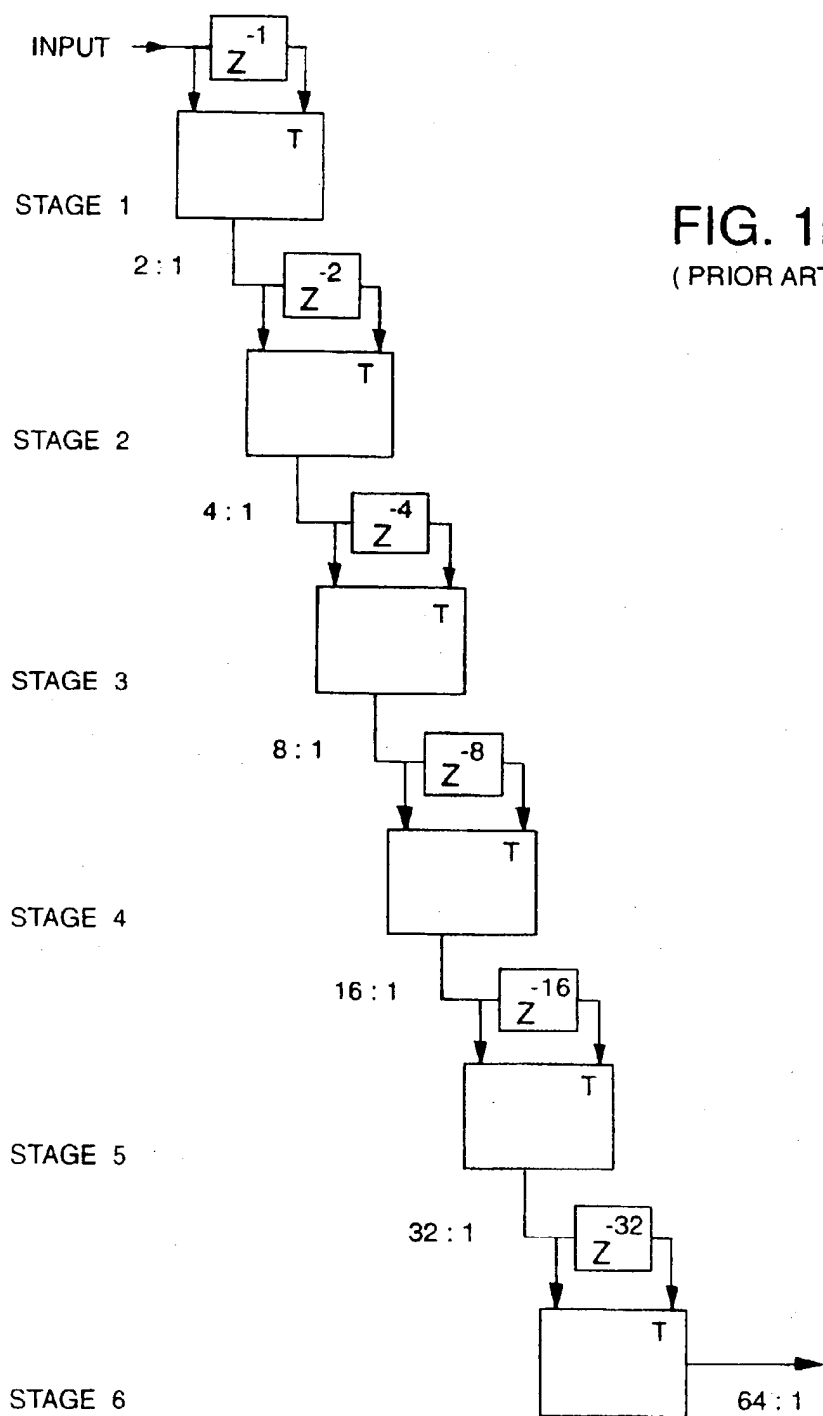 INPUT
Z-1
T
STAGE 1
FIG. 1
(PRIOR ART
2 : 1
Z-2
T
STAGE 2
4 : 1
Z-4
T
STAGE 3
8 : 1
Z-8
T
STAGE 4
16 : 1
Z-16
T
STAGE 5
32 : 1
Z-32
T
STAGE 6
64 : 1